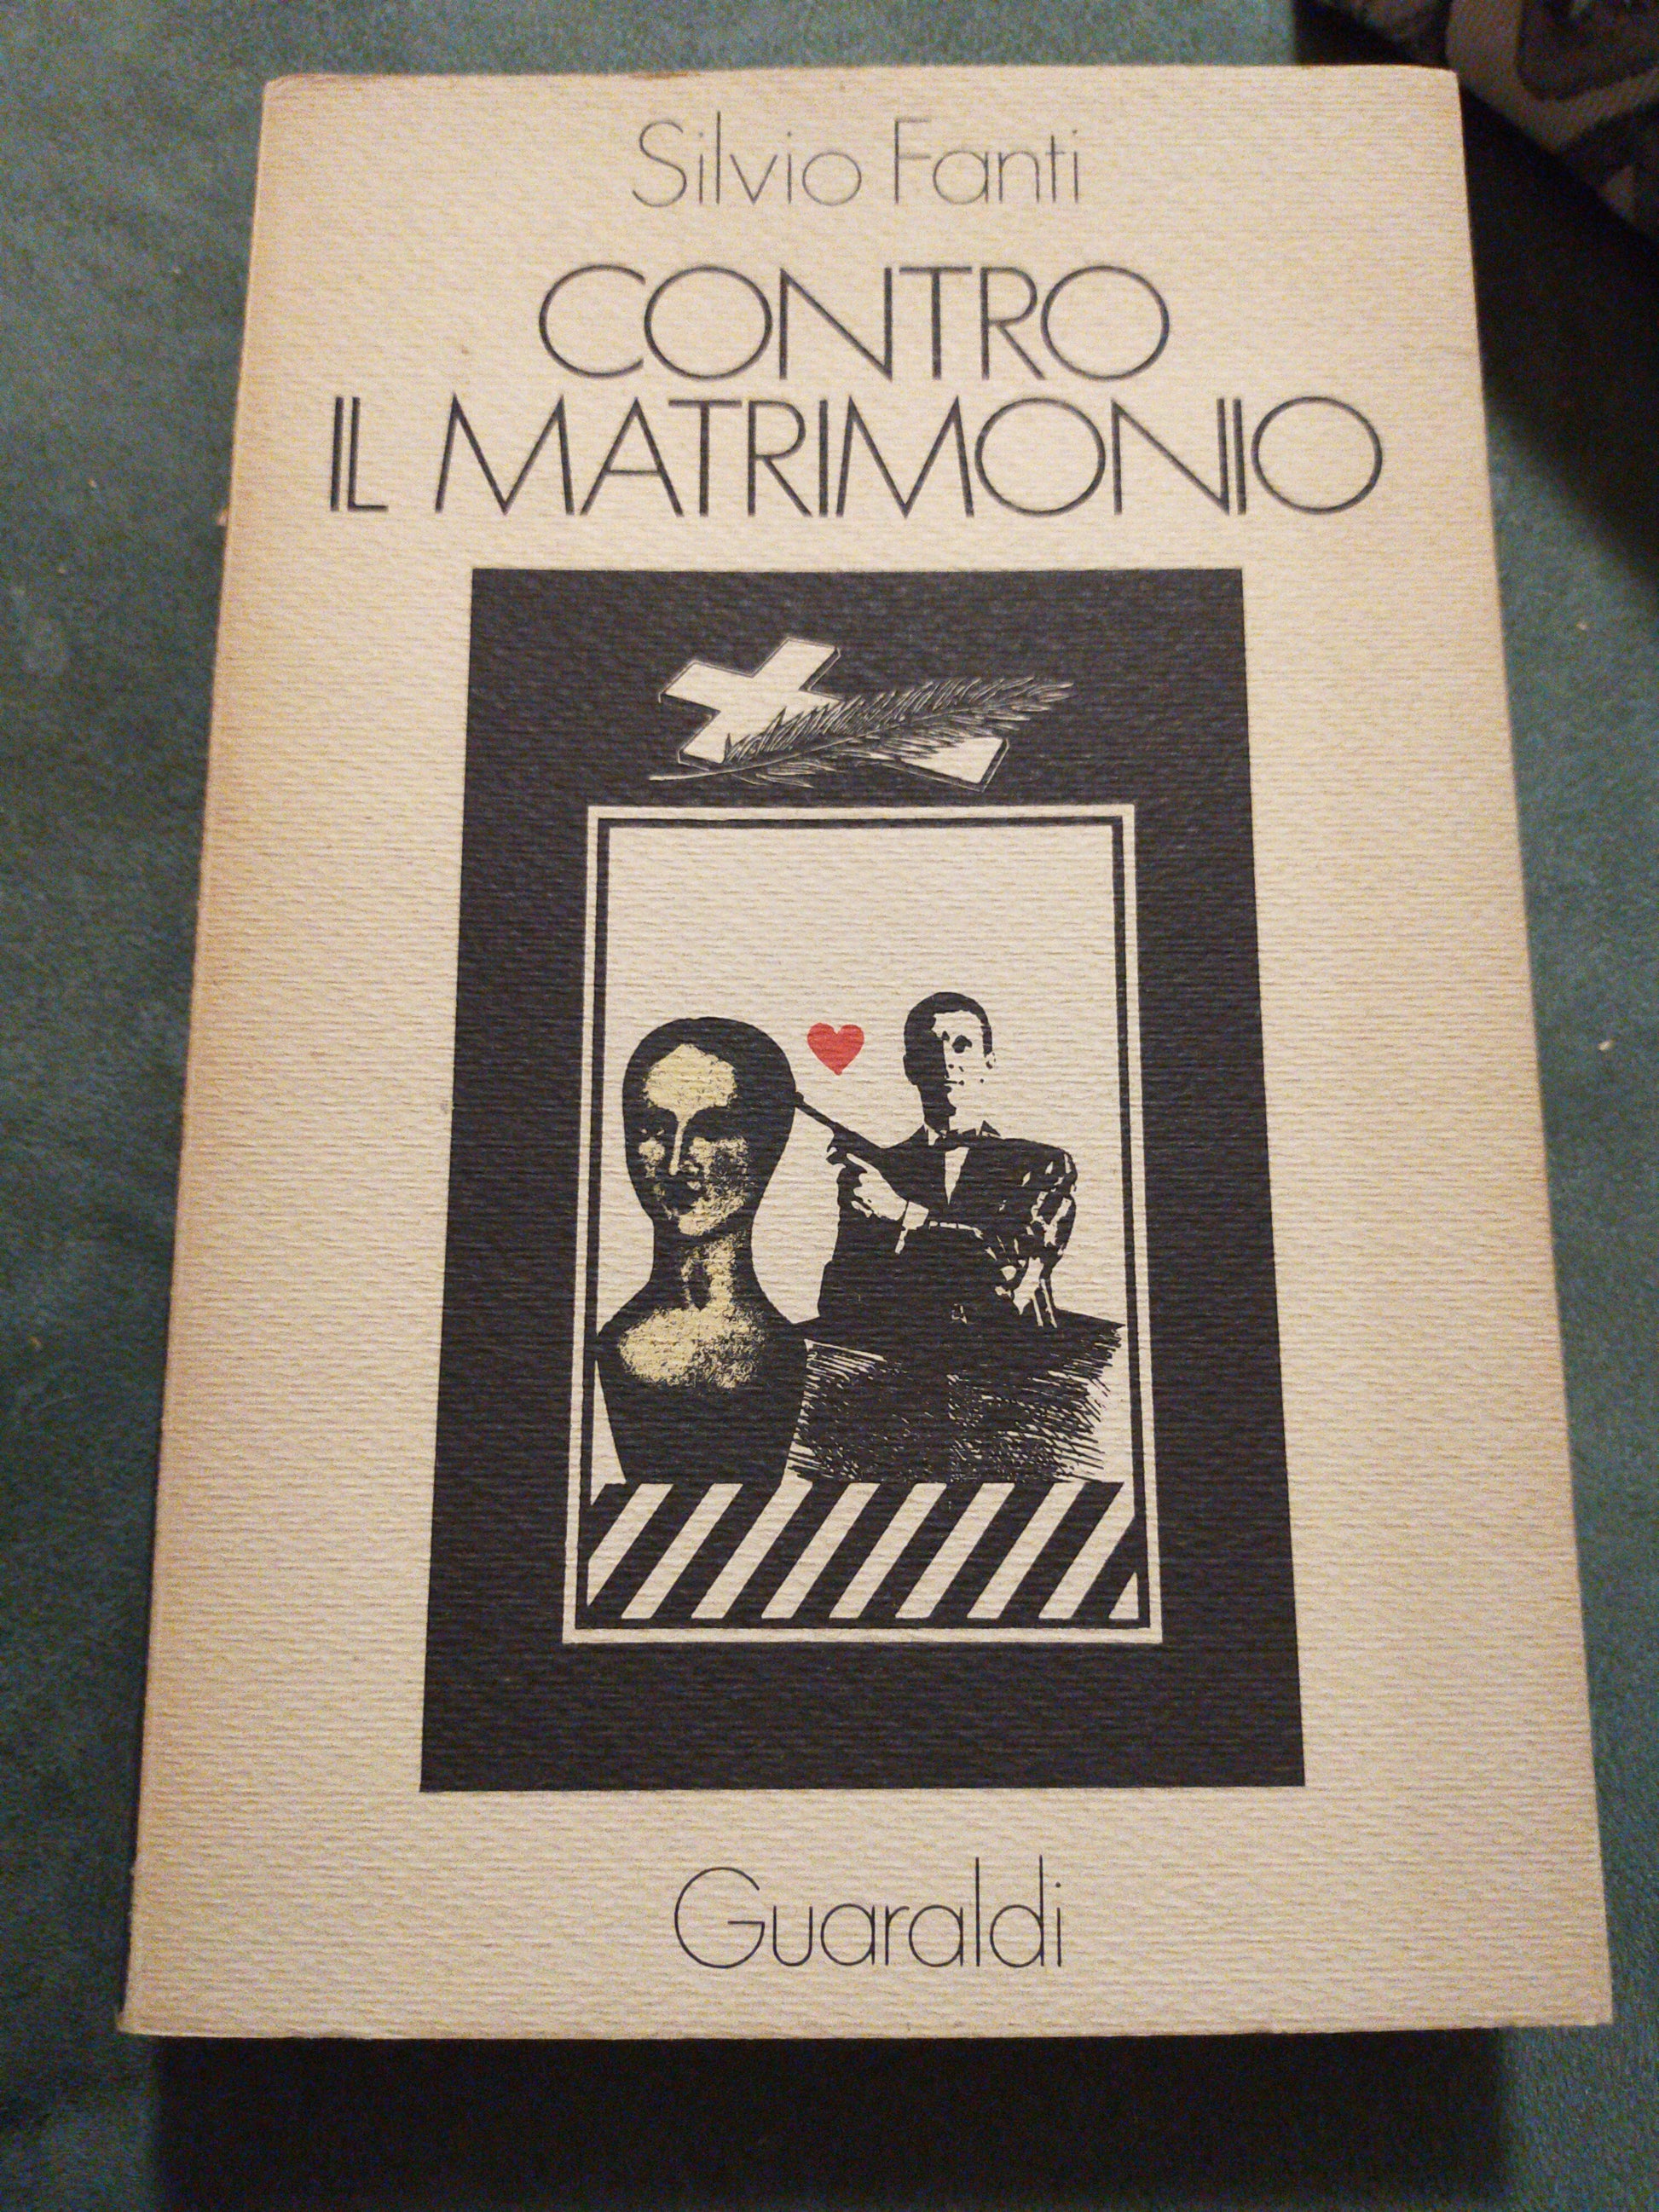 Silvio Fanti
CONTRO
IL MATRIMONIO
Guaraldi